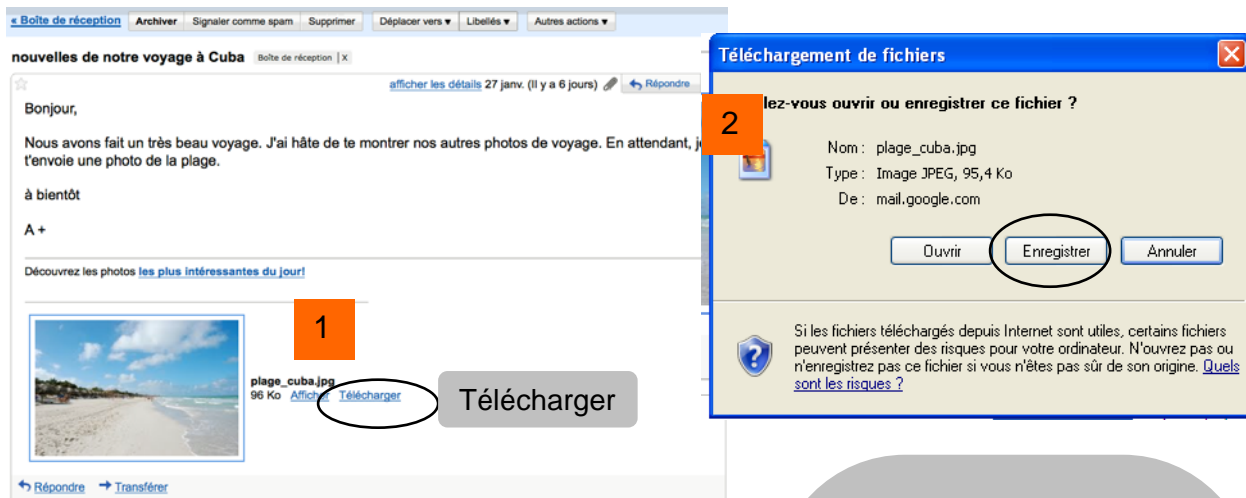 « Boîte de réception Archiver Signaler comme spam Supprimer Déplacer vers ▼ Libellés ▼ Autres actions ▼
nouvelles de notre voyage à Cuba Boîte de réception | X
afficher les détails 27 janv. (Il y a 6 jours) Répondre
Bonjour,
Nous avons fait un très beau voyage. J'ai hâte de te montrer nos autres photos de voyage. En attendant,
t'envoie une photo de la plage.
à bientôt
A +
Découvrez les photos les plus intéressantes du jour!
1
plage_cuba.jpg
96 Ko Afficher Télécharger
Télécharger
Répondre Transférer
Téléchargement de fichiers
2
lez-vous ouvrir ou enregistrer ce fichier ?
Nom : plage_cuba.jpg
Type : Image JPEG, 95,4 Ko
De : mail.google.com
Ouvrir Enregistrer Annuler
Si les fichiers téléchargés depuis Internet sont utiles, certains fichiers
peuvent présenter des risques pour votre ordinateur. N'ouvrez pas ou
n'enregistrez pas ce fichier si vous n'êtes pas sûr de son origine. Quels
sont les risques ?